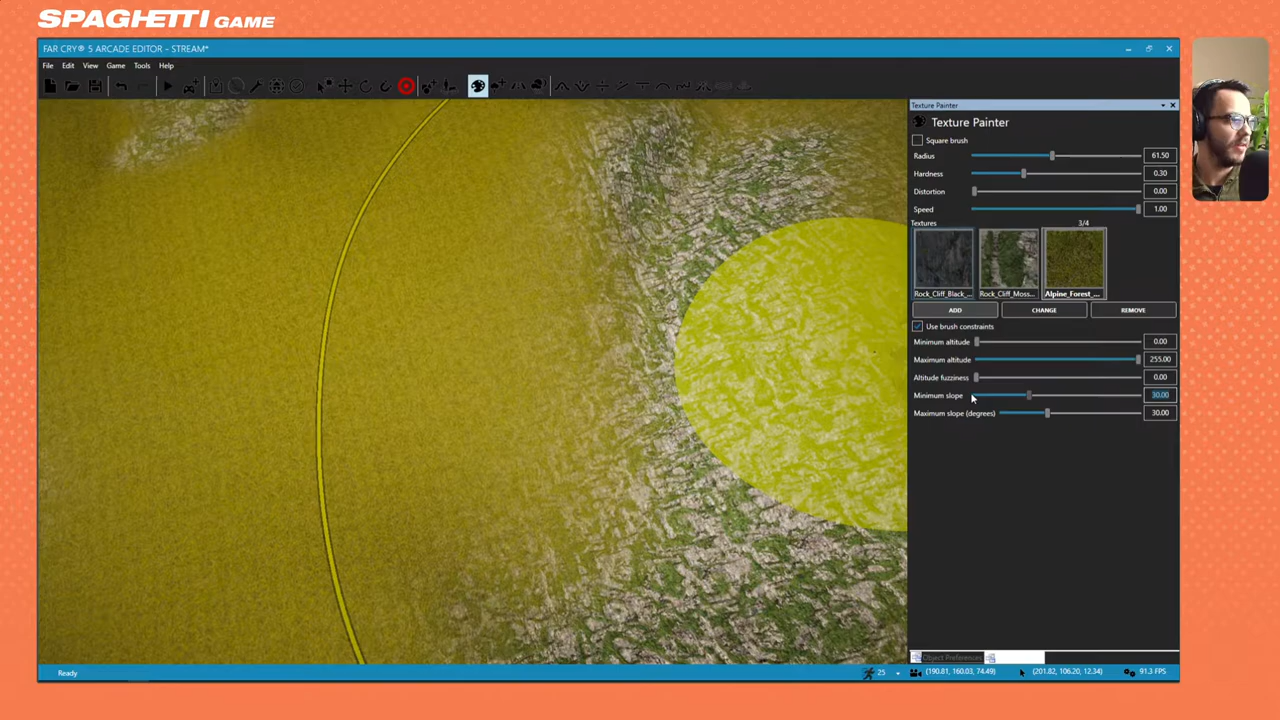 SPAGHETTI GAME
FAR CRY® 5 ARCADE EDITOR - STREAM*
File Edit View Game Tools Help
Texture Painter
Texture Painter
Square brush
Radius 61.50
Hardness 0.30
Distortion 0.00
Speed 1.00
Textures 3/4
Rock_Cliff_Black_... Rock_Cliff_Moss... Alpine_Forest_...
ADD CHANGE REMOVE
Use brush constraints
Minimum altitude 0.00
Maximum altitude 255.00
Altitude fuzziness 0.00
Minimum slope 30.00
Maximum slope (degrees) 30.00
Object Preferences
Ready 25 (190.81, 160.03, 74.49) (201.82, 106.20, 12.34) 91.3 FPS